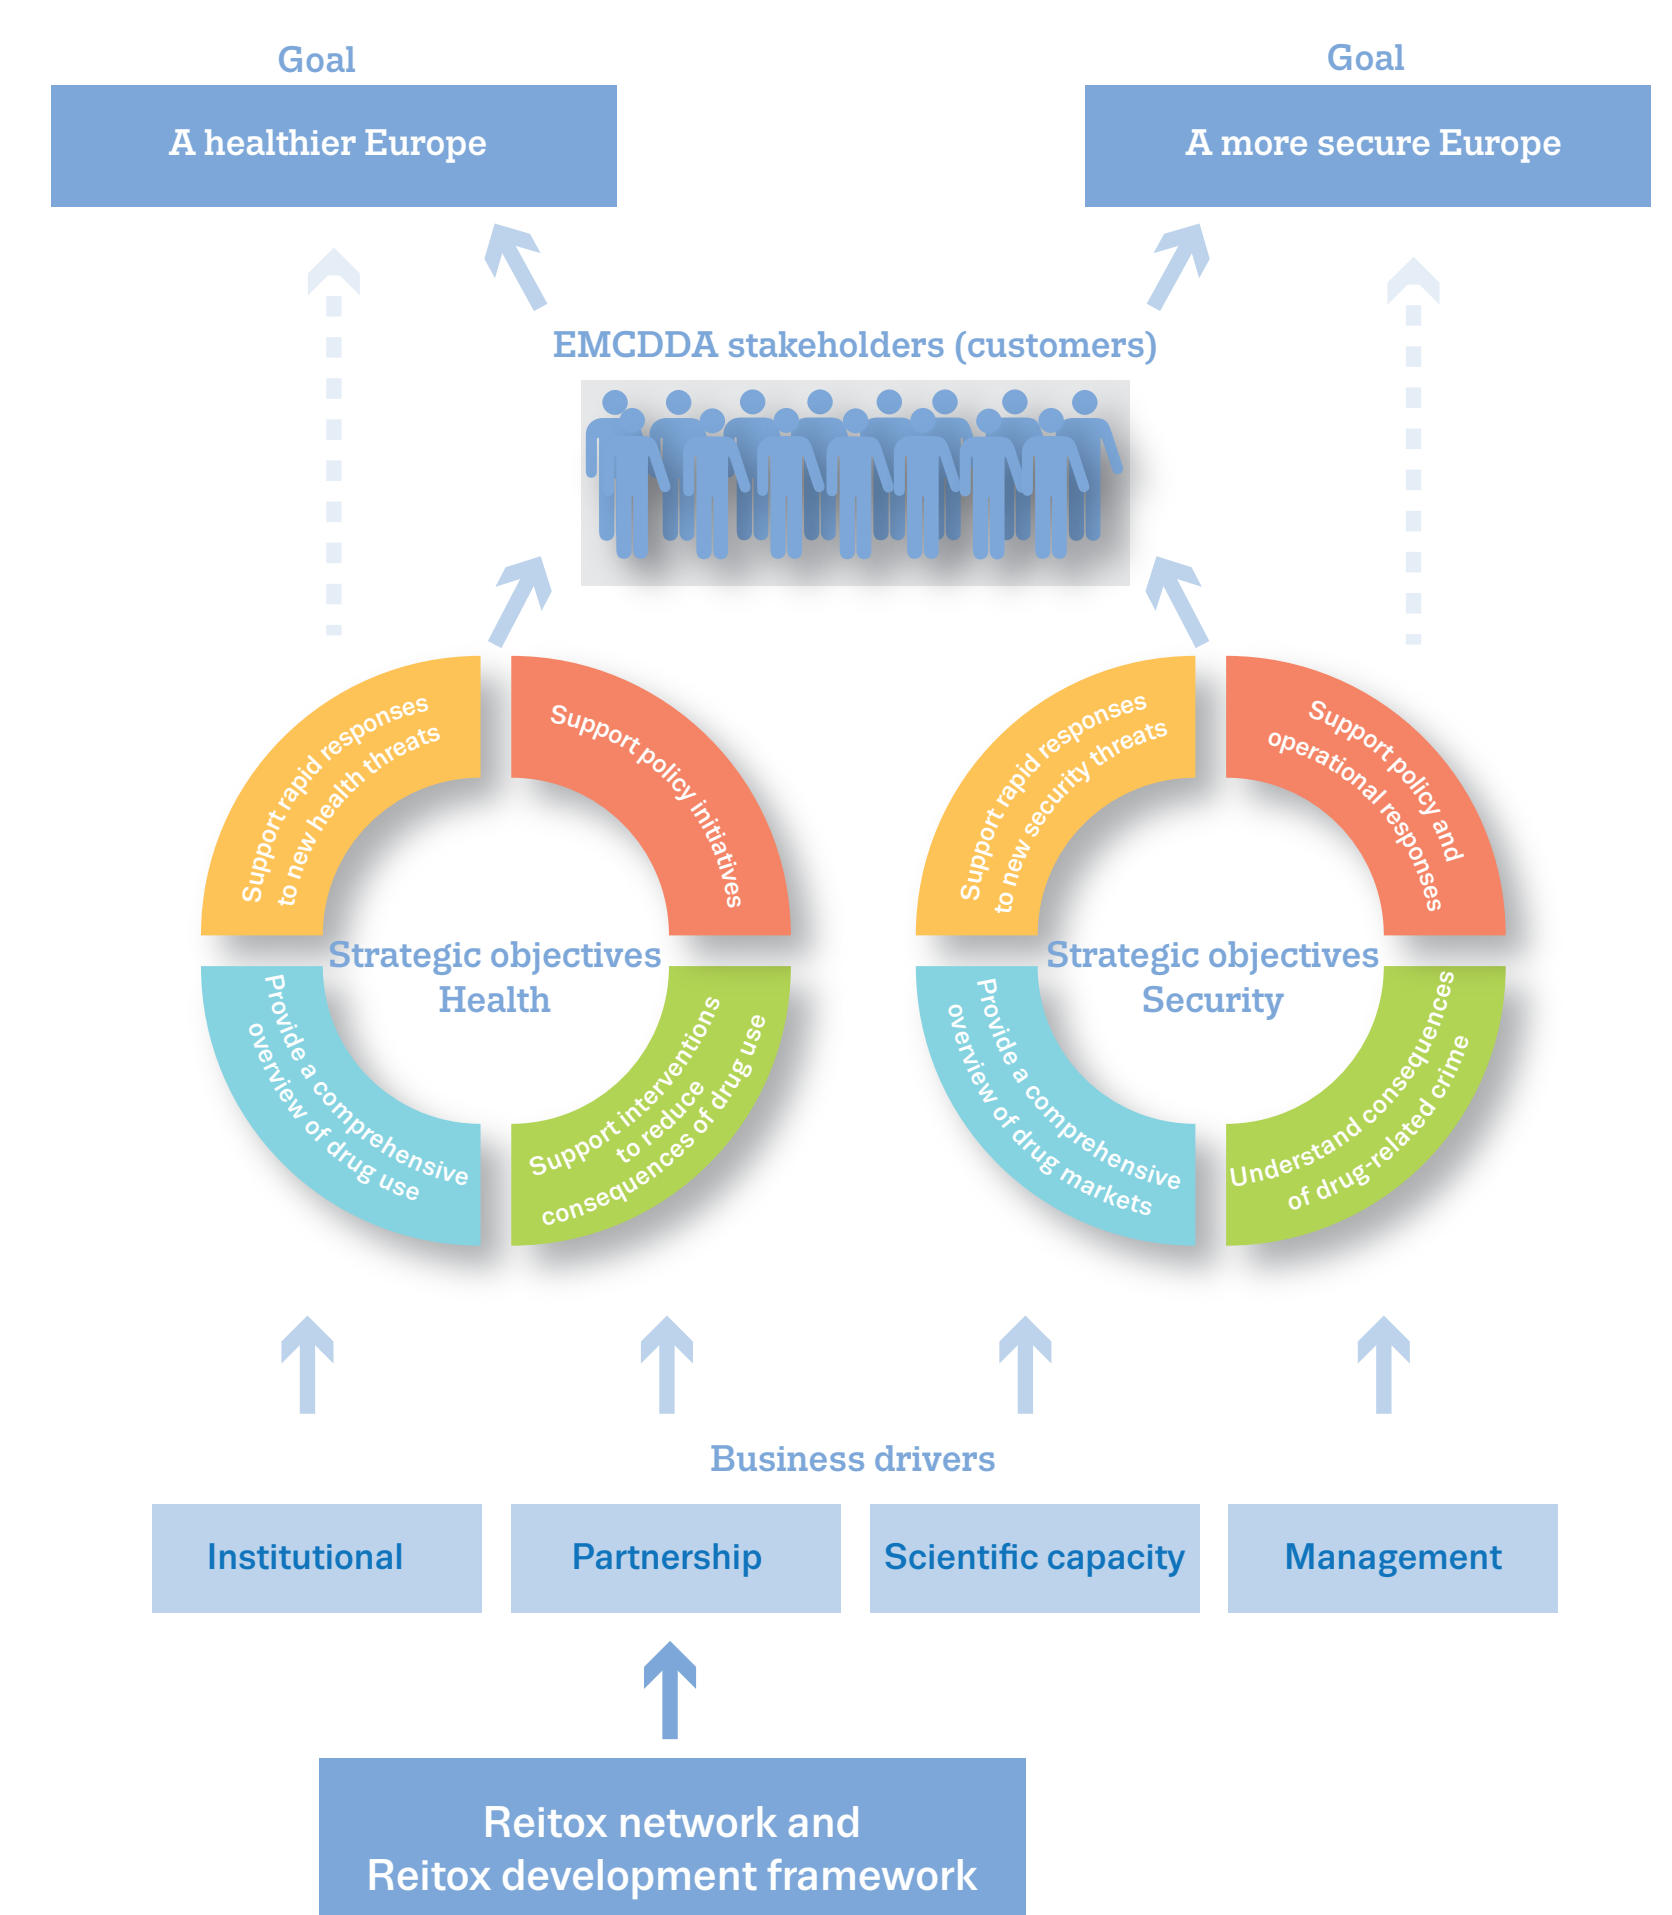 Goal
A healthier Europe
Goal
A more secure Europe
EMCDDA stakeholders (customers)
Support rapid responses
to new health threats
Support policy initiatives
Strategic objectives
Health
Provide a comprehensive
overview of drug use
Support interventions
to reduce
consequences of drug use
Support rapid responses
to new security threats
Support policy and
operational responses
Strategic objectives
Security
Provide a comprehensive
overview of drug markets
Understand consequences
of drug-related crime
Business drivers
Institutional
Partnership
Scientific capacity
Management
Reitox network and
Reitox development framework